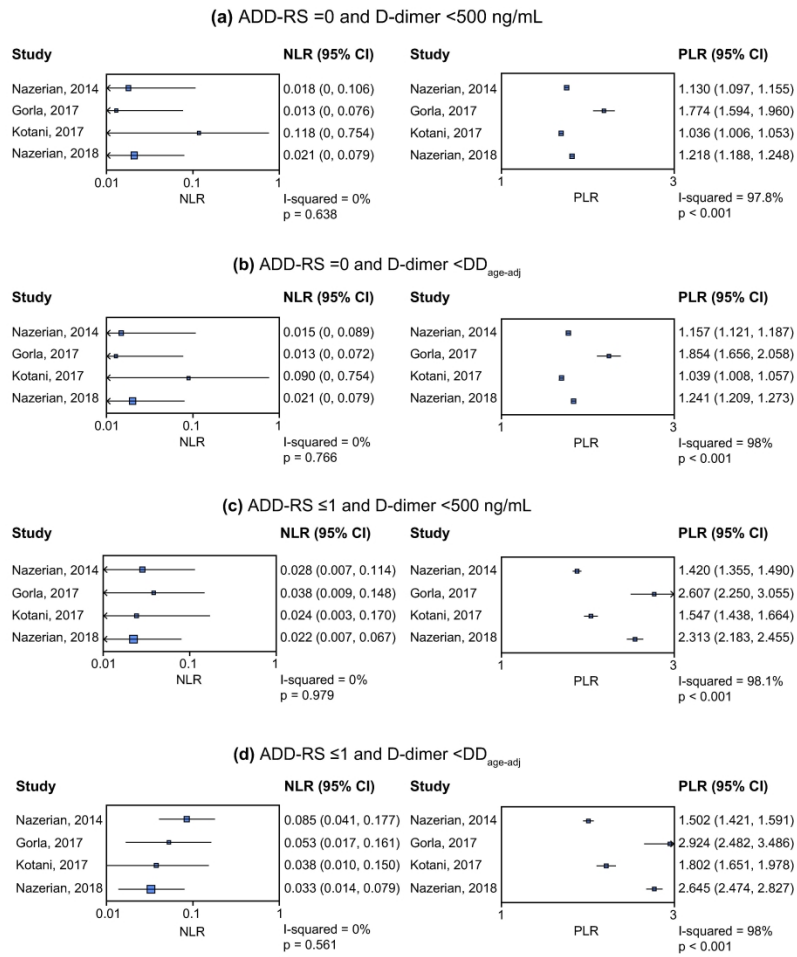 (a) ADD-RS =0 and D-dimer <500 ng/mL
Study NLR (95% CI) Study PLR (95% CI)
Nazerian, 2014 0.018 (0, 0.106) Nazerian, 2014 1.130 (1.097, 1.155)
Gorla, 2017 0.013 (0, 0.076) Gorla, 2017 1.774 (1.594, 1.960)
Kotani, 2017 0.118 (0, 0.754) Kotani, 2017 1.036 (1.006, 1.053)
Nazerian, 2018 0.021 (0, 0.079) Nazerian, 2018 1.218 (1.188, 1.248)
0.01 0.1 1 1 3
NLR I-squared = 0% PLR I-squared = 97.8%
p = 0.638 p < 0.001
(b) ADD-RS =0 and D-dimer <DD age-adj
Study NLR (95% CI) Study PLR (95% CI)
Nazerian, 2014 0.015 (0, 0.089) Nazerian, 2014 1.157 (1.121, 1.187)
Gorla, 2017 0.013 (0, 0.072) Gorla, 2017 1.854 (1.656, 2.058)
Kotani, 2017 0.090 (0, 0.754) Kotani, 2017 1.039 (1.008, 1.057)
Nazerian, 2018 0.021 (0, 0.079) Nazerian, 2018 1.241 (1.209, 1.273)
0.01 0.1 1 1 3
NLR I-squared = 0% PLR I-squared = 98%
p = 0.766 p < 0.001
(c) ADD-RS ≤1 and D-dimer <500 ng/mL
Study NLR (95% CI) Study PLR (95% CI)
Nazerian, 2014 0.028 (0.007, 0.114) Nazerian, 2014 1.420 (1.355, 1.490)
Gorla, 2017 0.038 (0.009, 0.148) Gorla, 2017 2.607 (2.250, 3.055)
Kotani, 2017 0.024 (0.003, 0.170) Kotani, 2017 1.547 (1.438, 1.664)
Nazerian, 2018 0.022 (0.007, 0.067) Nazerian, 2018 2.313 (2.183, 2.455)
0.01 0.1 1 1 3
NLR I-squared = 0% PLR I-squared = 98.1%
p = 0.979 p < 0.001
(d) ADD-RS ≤1 and D-dimer <DD age-adj
Study NLR (95% CI) Study PLR (95% CI)
Nazerian, 2014 0.085 (0.041, 0.177) Nazerian, 2014 1.502 (1.421, 1.591)
Gorla, 2017 0.053 (0.017, 0.161) Gorla, 2017 2.924 (2.482, 3.486)
Kotani, 2017 0.038 (0.010, 0.150) Kotani, 2017 1.802 (1.651, 1.978)
Nazerian, 2018 0.033 (0.014, 0.079) Nazerian, 2018 2.645 (2.474, 2.827)
0.01 0.1 1 1 3
NLR I-squared = 0% PLR I-squared = 98%
p = 0.561 p < 0.001